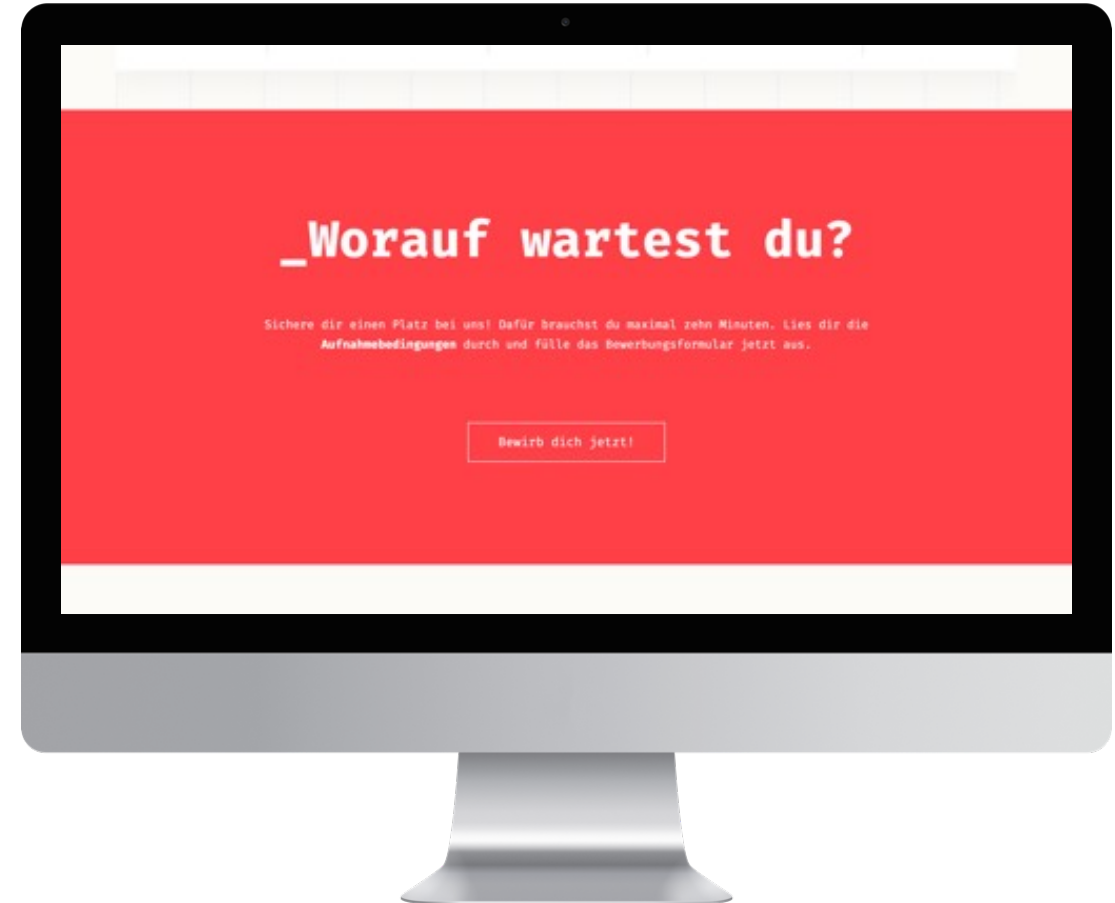 _Worauf wartest du?
Sichere dir einen Platz bei uns! Dafür brauchst du maximal zehn Minuten. Lies dir die
Aufnahmebedingungen durch und fülle das Bewerbungsformular jetzt aus.
Bewirb dich jetzt!